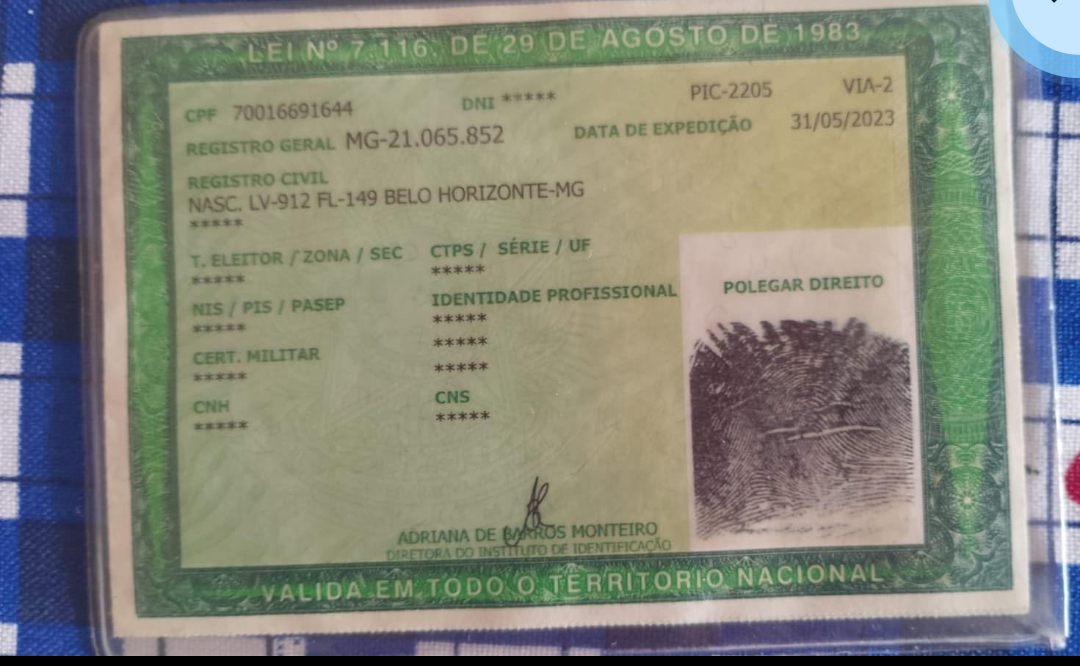 LEI Nº 7.116, DE 29 DE AGOSTO DE 1983
CPF 70016691644 DNI ***** PIC-2205 VIA-2
REGISTRO GERAL MG-21.065.852 DATA DE EXPEDIÇÃO 31/05/2023
REGISTRO CIVIL
NASC. LV-912 FL-149 BELO HORIZONTE-MG
*****
T. ELEITOR / ZONA / SEC CTPS / SÉRIE / UF
***** *****
NIS / PIS / PASEP IDENTIDADE PROFISSIONAL POLEGAR DIREITO
***** *****
*****
CERT. MILITAR
***** *****
CNH CNS
***** *****
ADRIANA DE BARROS MONTEIRO
DIRETORA DO INSTITUTO DE IDENTIFICAÇÃO
VALIDA EM TODO O TERRITORIO NACIONAL